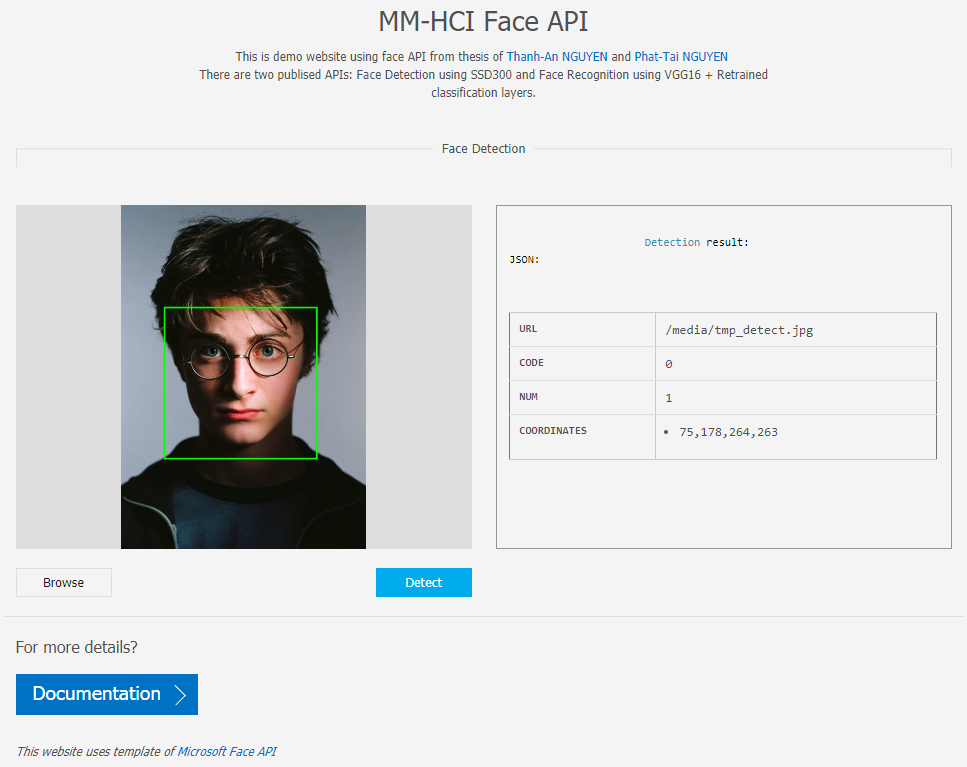 MM-HCI Face API
This is demo website using face API from thesis of Thanh-An NGUYEN and Phat-Tai NGUYEN
There are two publised APIs: Face Detection using SSD300 and Face Recognition using VGG16 + Retrained
classification layers.
Face Detection
Detection result:
JSON:
URL /media/tmp_detect.jpg
CODE 0
NUM 1
COORDINATES • 75,178,264,263
Browse
Detect
For more details?
Documentation
This website uses template of Microsoft Face API